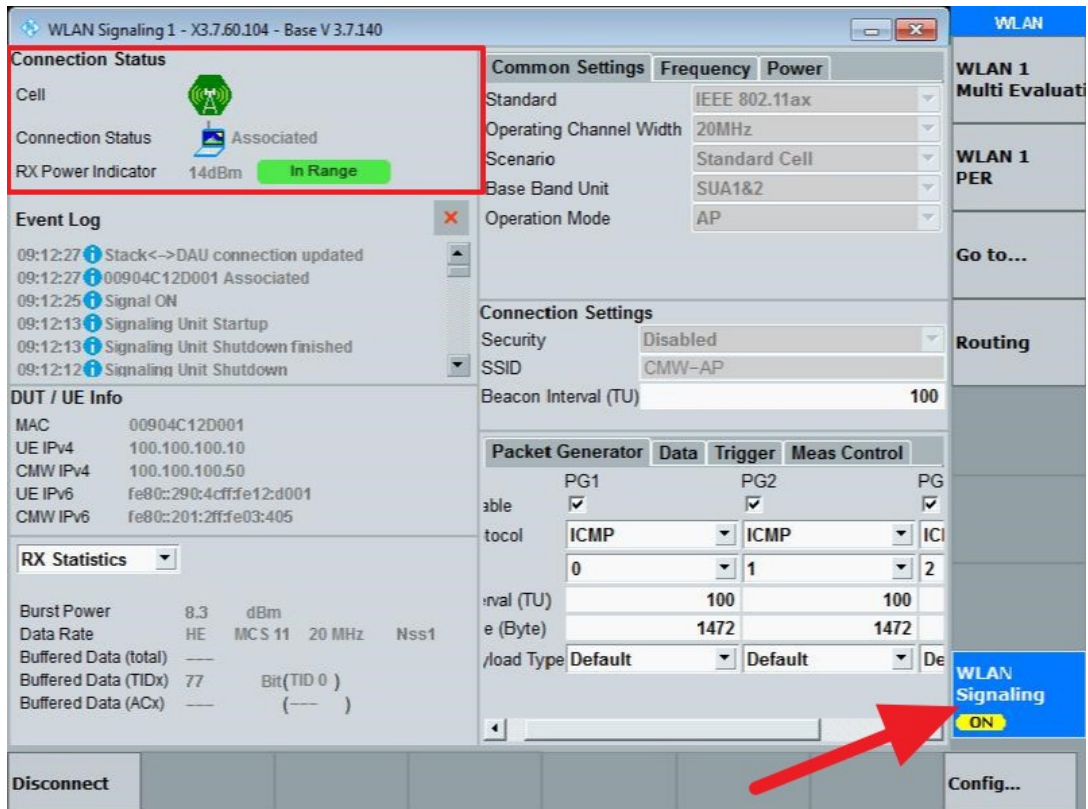 WLAN Signaling 1 - X3.7.60.104 - Base V 3.7.140
Connection Status
Cell
Connection Status Associated
RX Power Indicator 14dBm In Range
Event Log
09:12:27 Stack<-->DAU connection updated
09:12:27 00904C12D001 Associated
09:12:25 Signal ON
09:12:13 Signaling Unit Startup
09:12:13 Signaling Unit Shutdown finished
09:12:12 Signaling Unit Shutdown
DUT / UE Info
MAC 00904C12D001
UE IPv4 100.100.100.10
CMW IPv4 100.100.100.50
UE IPv6 fe80::290:4cff:fe12:d001
CMW IPv6 fe80::201:2ff:fe03:405
RX Statistics
Burst Power 8.3 dBm
Data Rate HE MCS 11 20 MHz Nss1
Buffered Data (total) ---
Buffered Data (TIDx) 77 Bit(TID 0 )
Buffered Data (ACx) --- (--- )
Common Settings Frequency Power
Standard IEEE 802.11ax
Operating Channel Width 20MHz
Scenario Standard Cell
Base Band Unit SUA1&2
Operation Mode AP
Connection Settings
Security Disabled
SSID CMW-AP
Beacon Interval (TU) 100
Packet Generator Data Trigger Meas Control
PG1 PG2 PG
able
tocol ICMP ICMP ICI
0 1 2
rval (TU) 100 100
e (Byte) 1472 1472
yload Type Default Default De
WLAN
WLAN 1
Multi Evaluati
WLAN 1
PER
Go to...
Routing
WLAN
Signaling
ON
Disconnect
Config...